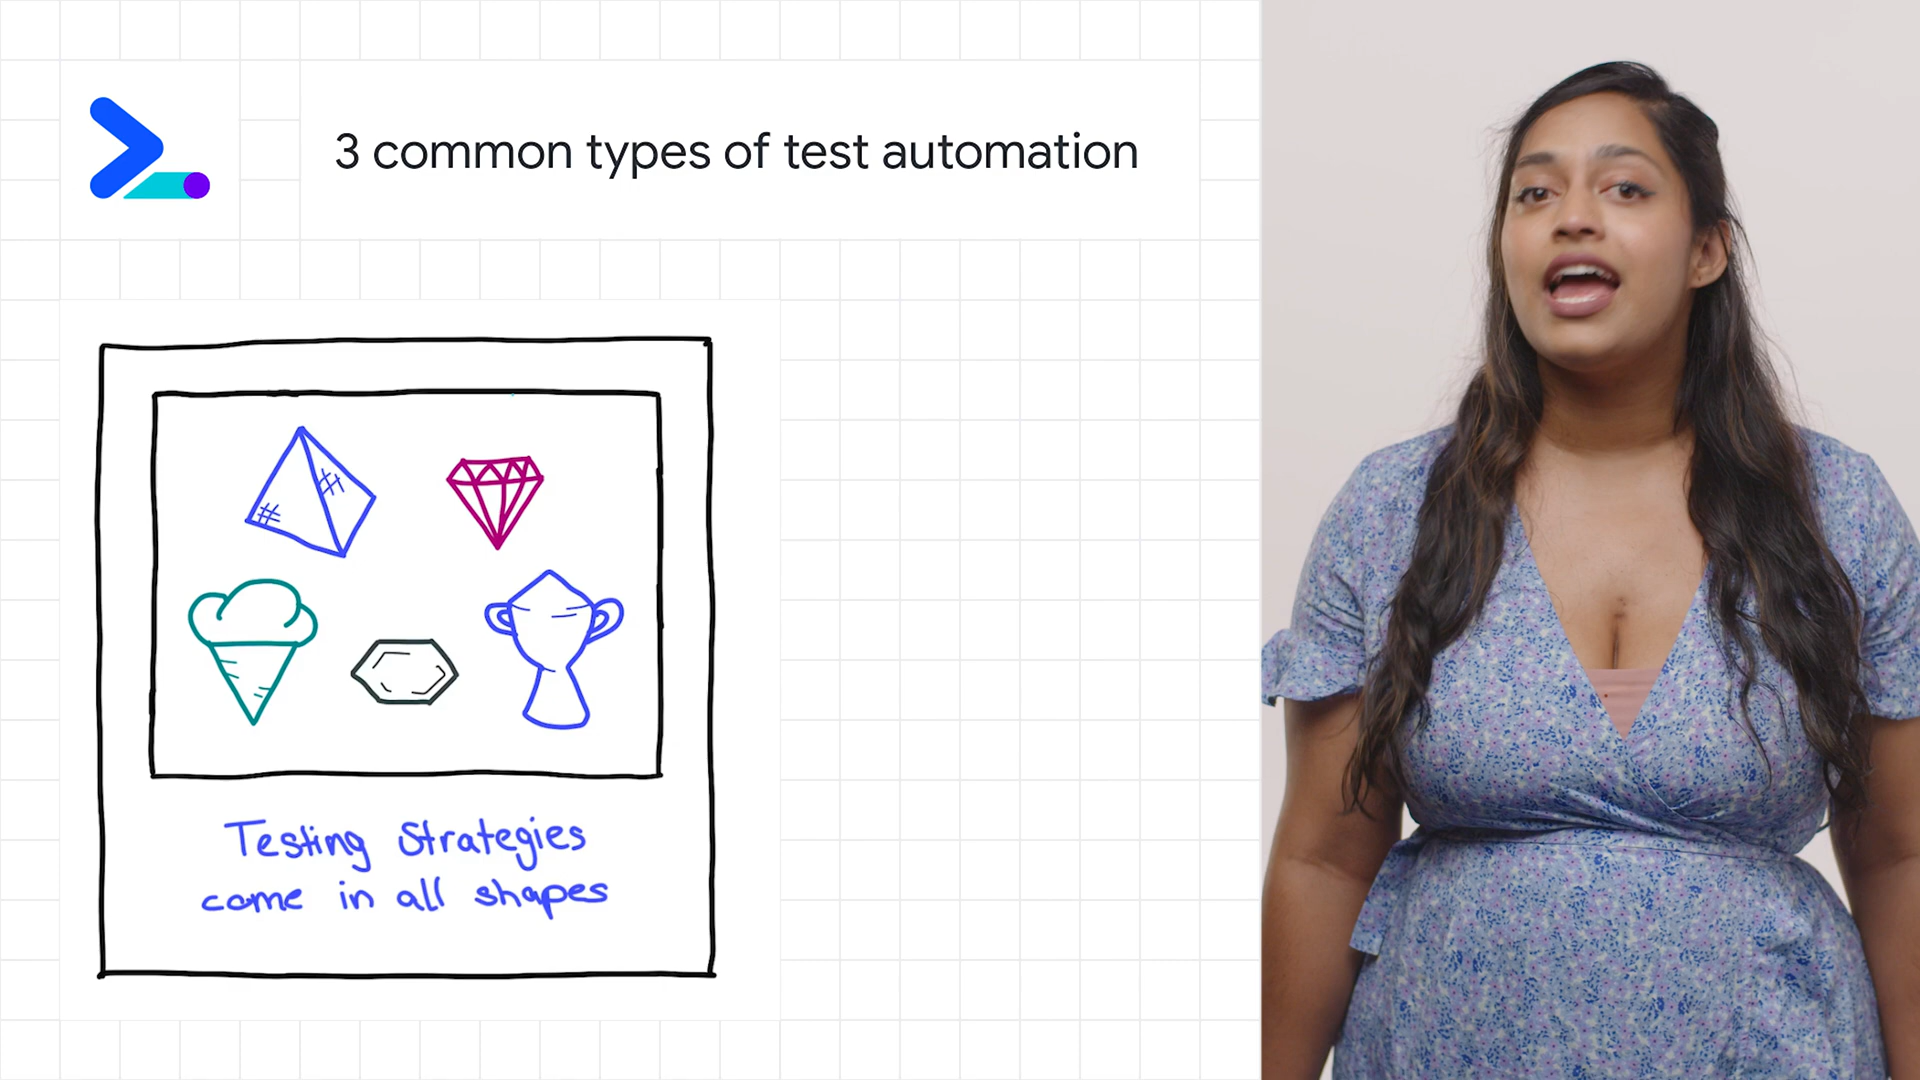 3 common types of test automation
Testing Strategies
come in all shapes